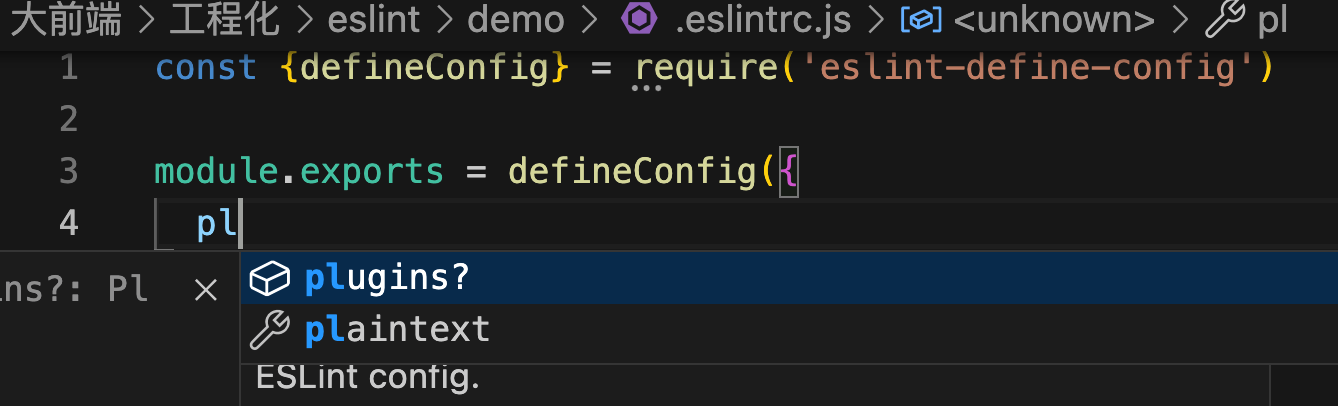 大前端 > 工程化 > eslint > demo > .eslintrc.js > <unknown> > pl
1 const {defineConfig} = require('eslint-define-config')
2
3 module.exports = defineConfig({
4 pl
ns?: Pl ×
plugins?
plaintext
ESLint config.